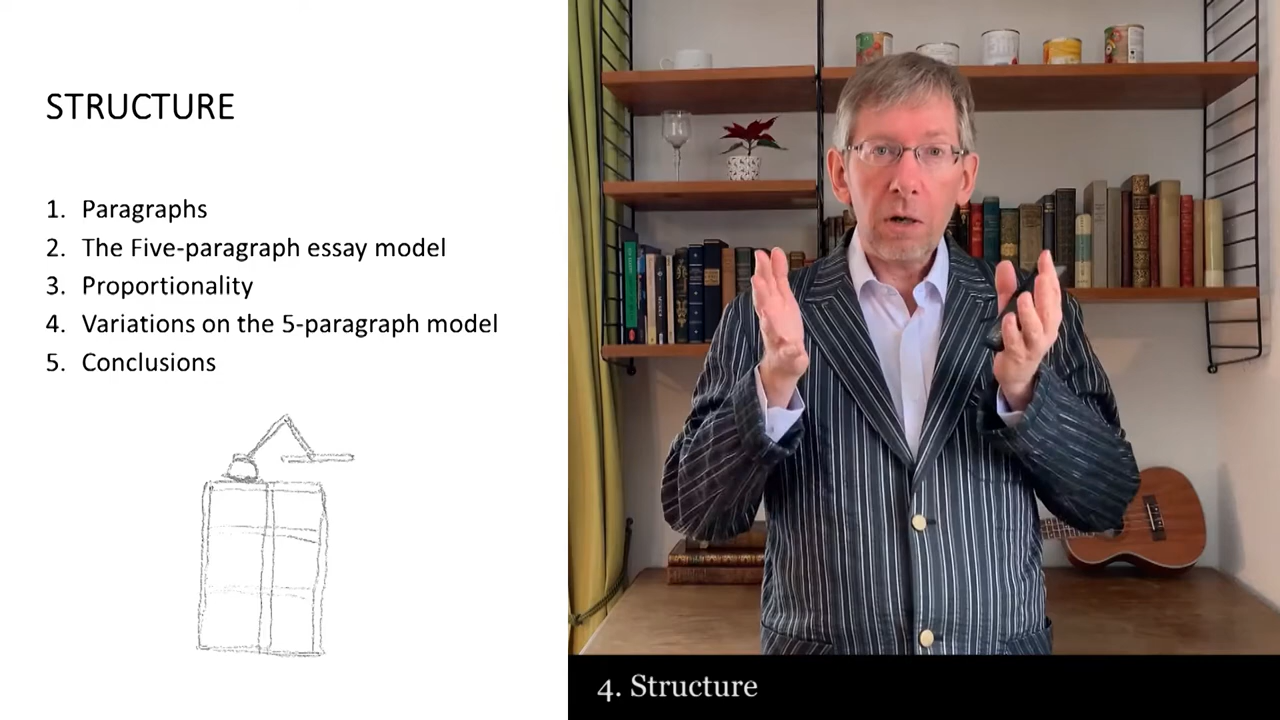 STRUCTURE
1. Paragraphs
2. The Five-paragraph essay model
3. Proportionality
4. Variations on the 5-paragraph model
5. Conclusions
4. Structure